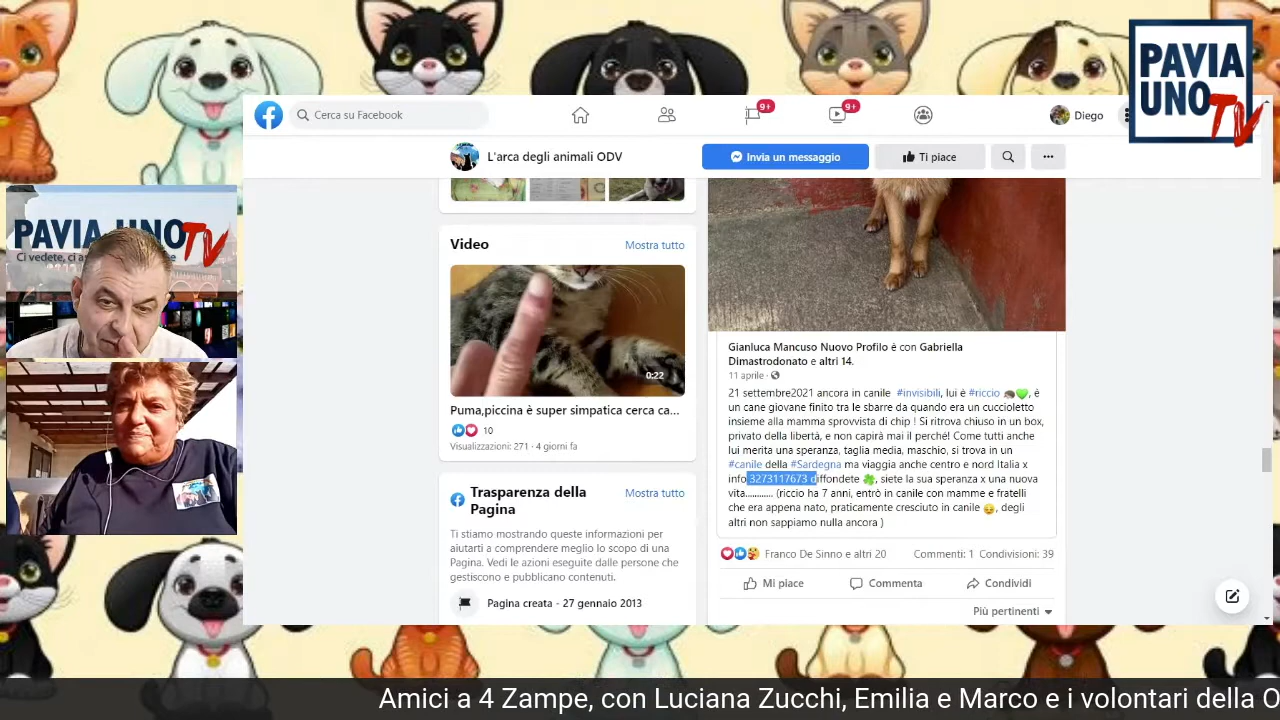 PAVIA
UNO TV
Cerca su Facebook
9+
9+
Diego
L'arca degli animali ODV
Invia un messaggio
Ti piace
PAVIA UNO TV
Ci vedete, ci
Video
Mostra tutto
0:22
Puma,piccina è super simpatica cerca ca...
10
Visualizzazioni: 271 · 4 giorni fa
Trasparenza della
Pagina
Mostra tutto
Ti stiamo mostrando queste informazioni per
aiutarti a comprendere meglio lo scopo di una
Pagina. Vedi le azioni eseguite dalle persone che
gestiscono e pubblicano contenuti.
Pagina creata - 27 gennaio 2013
Gianluca Mancuso Nuovo Profilo è con Gabriella
Dimastrodonato e altri 14.
11 aprile ·
21 settembre2021 ancora in canile #invisibili, lui è #riccio 🦔💚, è
un cane giovane finito tra le sbarre da quando era un cuccioletto
insieme alla mamma sprovvista di chip ! Si ritrova chiuso in un box,
privato della libertà, e non capirà mai il perché! Come tutti anche
lui merita una speranza, taglia media, maschio, si trova in un
#canile della #Sardegna ma viaggia anche centro e nord Italia x
info 3273117673 diffondete 🍀, siete la sua speranza x una nuova
vita............ (riccio ha 7 anni, entrò in canile con mamme e fratelli
che era appena nato, praticamente cresciuto in canile 😔, degli
altri non sappiamo nulla ancora )
Franco De Sinno e altri 20
Commenti: 1 Condivisioni: 39
Mi piace
Commenta
Condividi
Più pertinenti
Amici a 4 Zampe, con Luciana Zucchi, Emilia e Marco e i volontari della O